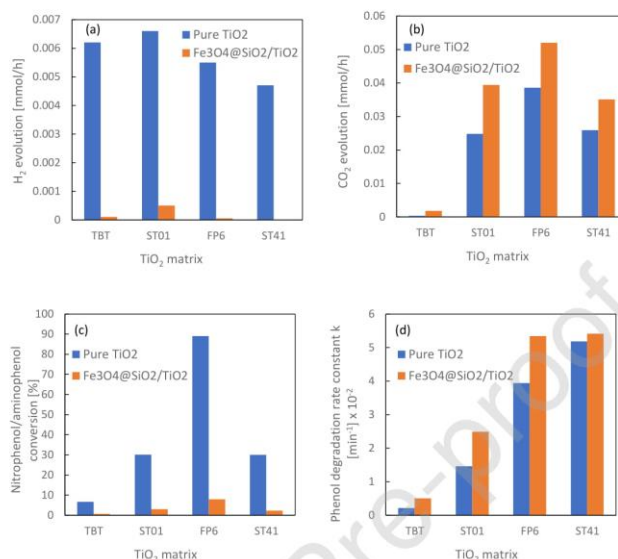 (a)
Pure TiO2
Fe3O4@SiO2/TiO2
H2 evolution [mmol/h]
0.007
0.006
0.005
0.004
0.003
0.002
0.001
0
TBT ST01 FP6 ST41
TiO2 matrix
(b)
Pure TiO2
Fe3O4@SiO2/TiO2
CO2 evolution [mmol/h]
0.06
0.05
0.04
0.03
0.02
0.01
0
TBT ST01 FP6 ST41
TiO2 matrix
(c)
Pure TiO2
Fe3O4@SiO2/TiO2
Nitrophenol/aminophenol
conversion [%]
100
90
80
70
60
50
40
30
20
10
0
TBT ST01 FP6 ST41
TiO2 matrix
(d)
Pure TiO2
Fe3O4@SiO2/TiO2
Phenol degradation rate constant k
[min-1] x 10-2
6
5
4
3
2
1
0
TBT ST01 FP6 ST41
TiO2 matrix
re-proof